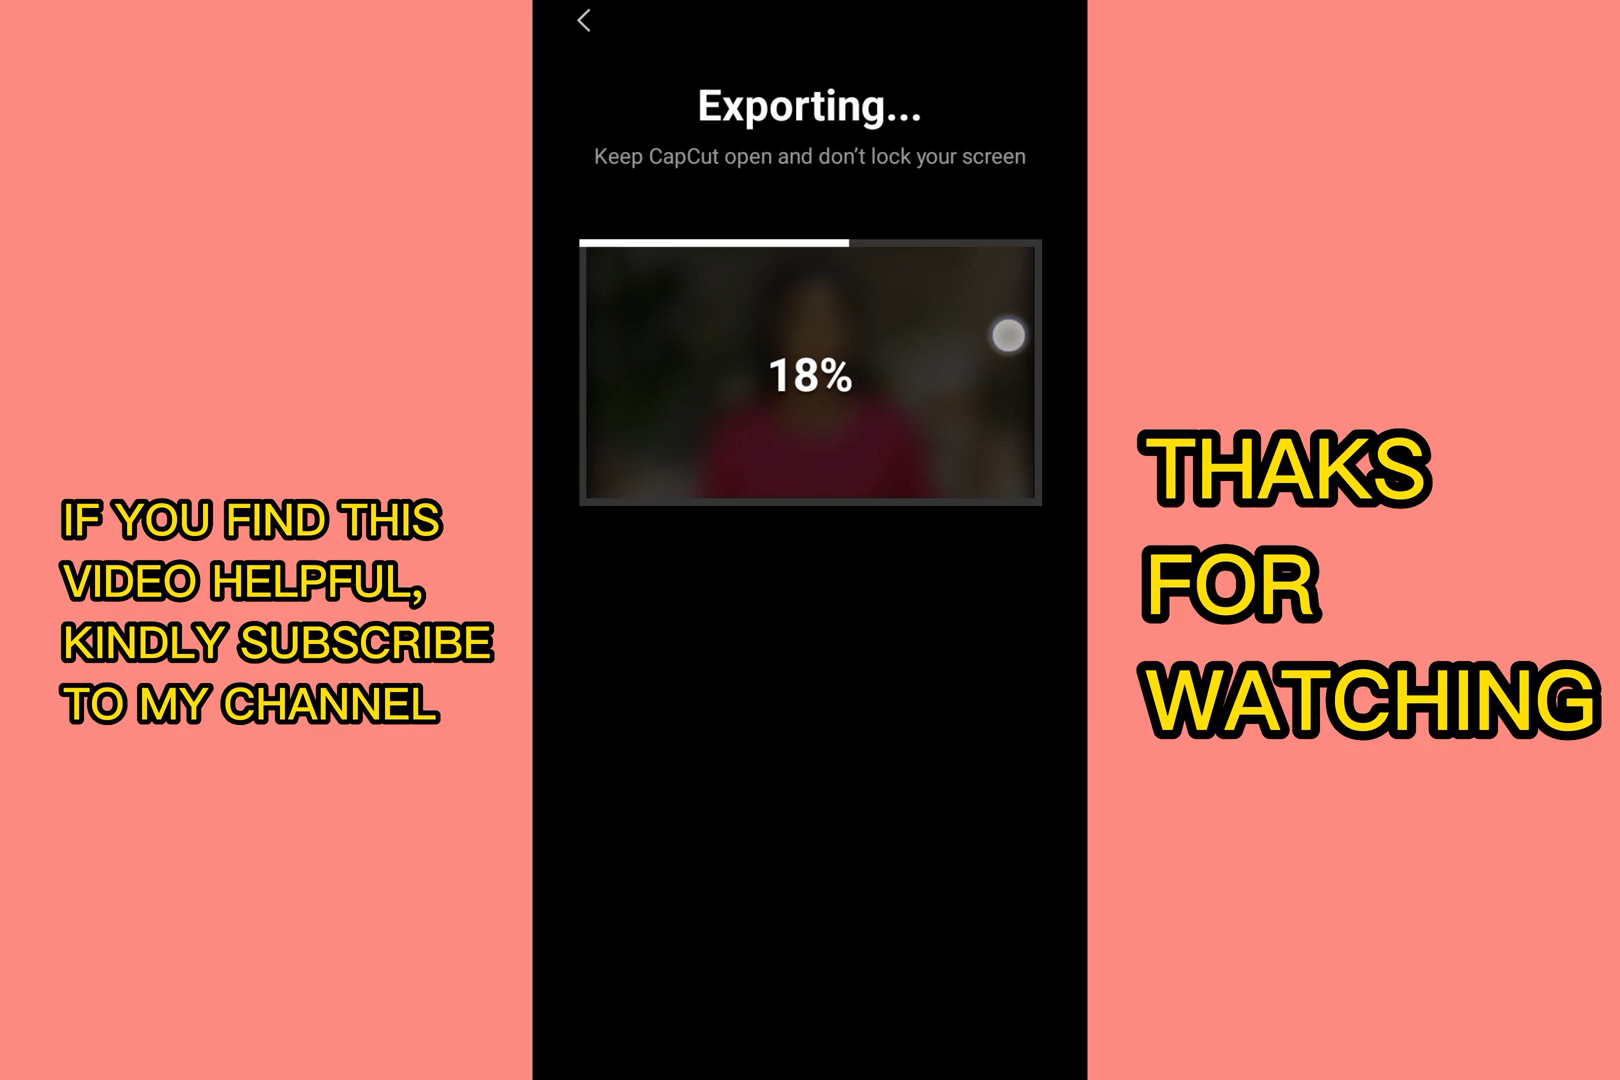 Exporting...
Keep CapCut open and don’t lock your screen
18%
IF YOU FIND THIS
VIDEO HELPFUL,
KINDLY SUBSCRIBE
TO MY CHANNEL
THAKS
FOR
WATCHING